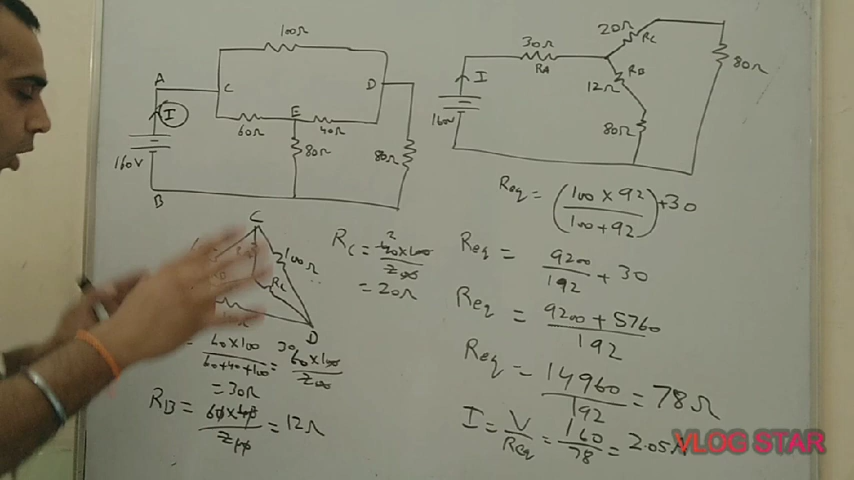 100Ω
A
C
D
I
60Ω
E
40Ω
160V
80Ω
80Ω
B
20Ω
RC
30Ω
RA
I
RB
12Ω
80Ω
160V
80Ω
C
100Ω
RC
D
RC = 40×100/200
2
= 20Ω
= 60×100/60+40+100 = 60×100/200
30
= 30Ω
RB = 60×40/200 = 12Ω
Req = (100×92/100+92)+30
Req = 9200/192 + 30
Req = 9200+5760/192
Req = 14960/192 = 78Ω
I = V/Req = 160/78 = 2.05A
VLOG STAR